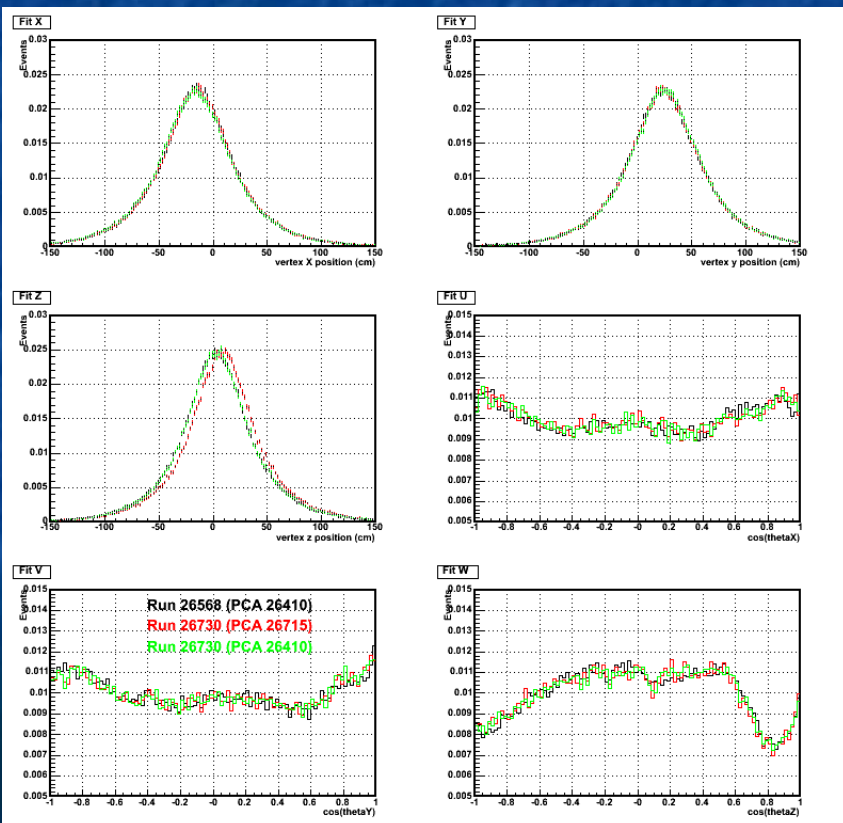 Fit X
Events
0.03
0.025
0.02
0.015
0.01
0.005
0
-150 -100 -50 0 50 100 150
vertex X position (cm)
Fit Y
Events
0.03
0.025
0.02
0.015
0.01
0.005
0
-150 -100 -50 0 50 100 150
vertex y position (cm)
Fit Z
Events
0.03
0.025
0.02
0.015
0.01
0.005
0
-150 -100 -50 0 50 100 150
vertex z position (cm)
Fit U
Events
0.015
0.014
0.013
0.012
0.011
0.01
0.009
0.008
0.007
0.006
0.005
-1 -0.8 -0.6 -0.4 -0.2 -0 0.2 0.4 0.6 0.8 1
cos(thetaX)
Fit V
Events
0.015
0.014
0.013
0.012
0.011
0.01
0.009
0.008
0.007
0.006
0.005
Run 26568 (PCA 26410)
Run 26730 (PCA 26715)
Run 26730 (PCA 26410)
-1 -0.8 -0.6 -0.4 -0.2 -0 0.2 0.4 0.6 0.8 1
cos(thetaY)
Fit W
Events
0.015
0.014
0.013
0.012
0.011
0.01
0.009
0.008
0.007
0.006
0.005
-1 -0.8 -0.6 -0.4 -0.2 -0 0.2 0.4 0.6 0.8 1
cos(thetaZ)